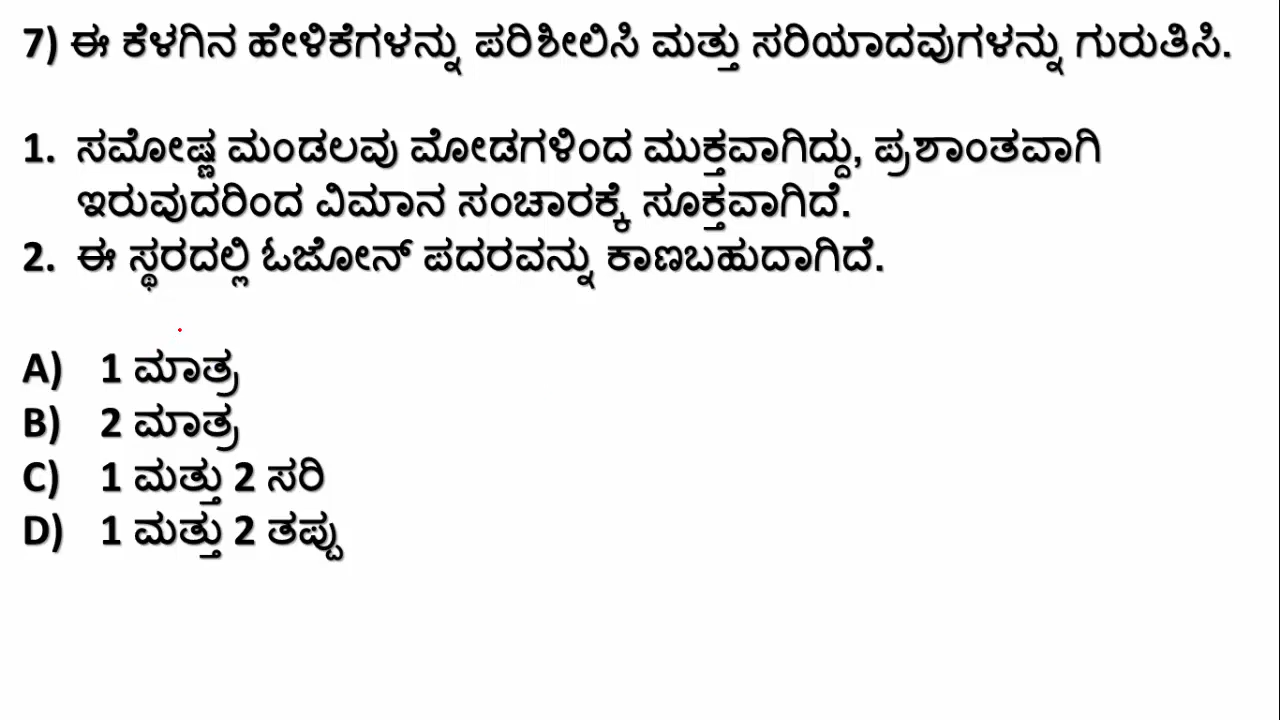 7) ಈ ಕೆಳಗಿನ ಹೇಳಿಕೆಗಳನ್ನು ಪರಿಶೀಲಿಸಿ ಮತ್ತು ಸರಿಯಾದವುಗಳನ್ನು ಗುರುತಿಸಿ.
1. ಸಮೋಷ್ಣ ಮಂಡಲವು ಮೋಡಗಳಿಂದ ಮುಕ್ತವಾಗಿದ್ದು, ಪ್ರಶಾಂತವಾಗಿ
ಇರುವುದರಿಂದ ವಿಮಾನ ಸಂಚಾರಕ್ಕೆ ಸೂಕ್ತವಾಗಿದೆ.
2. ಈ ಸ್ಥರದಲ್ಲಿ ಓಜೋನ್ ಪದರವನ್ನು ಕಾಣಬಹುದಾಗಿದೆ.
A) 1 ಮಾತ್ರ
B) 2 ಮಾತ್ರ
C) 1 ಮತ್ತು 2 ಸರಿ
D) 1 ಮತ್ತು 2 ತಪ್ಪು